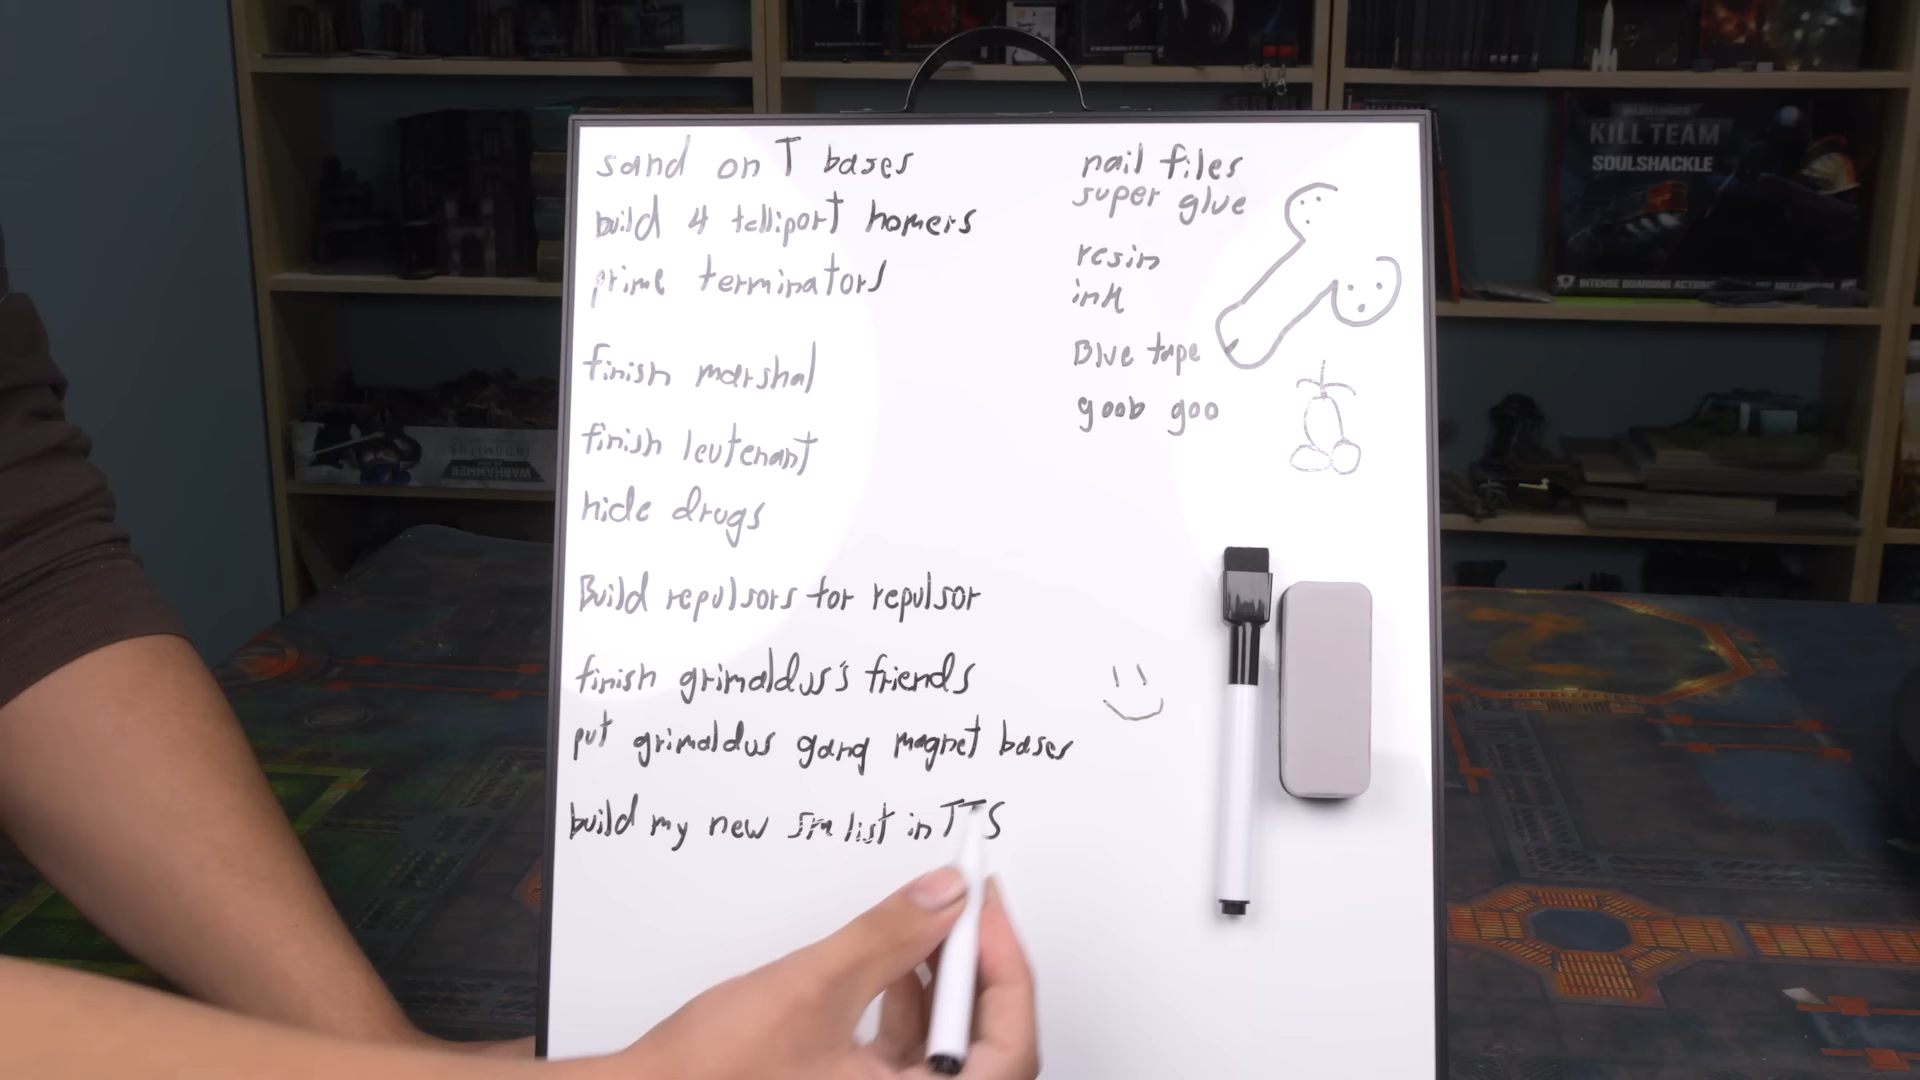 sand on T bases
build 4 telliport homers
prime terminators
finish marshal
finish leutenant
hide drugs
Build repulsors for repulsor
finish grimaldus's friends
put grimaldus gang magnet bases
build my new sm list in TTS
nail files
super glue
resin
ink
Blue tape
goob goo
KILL TEAM
SOULSHACKLE
WARHAMMER